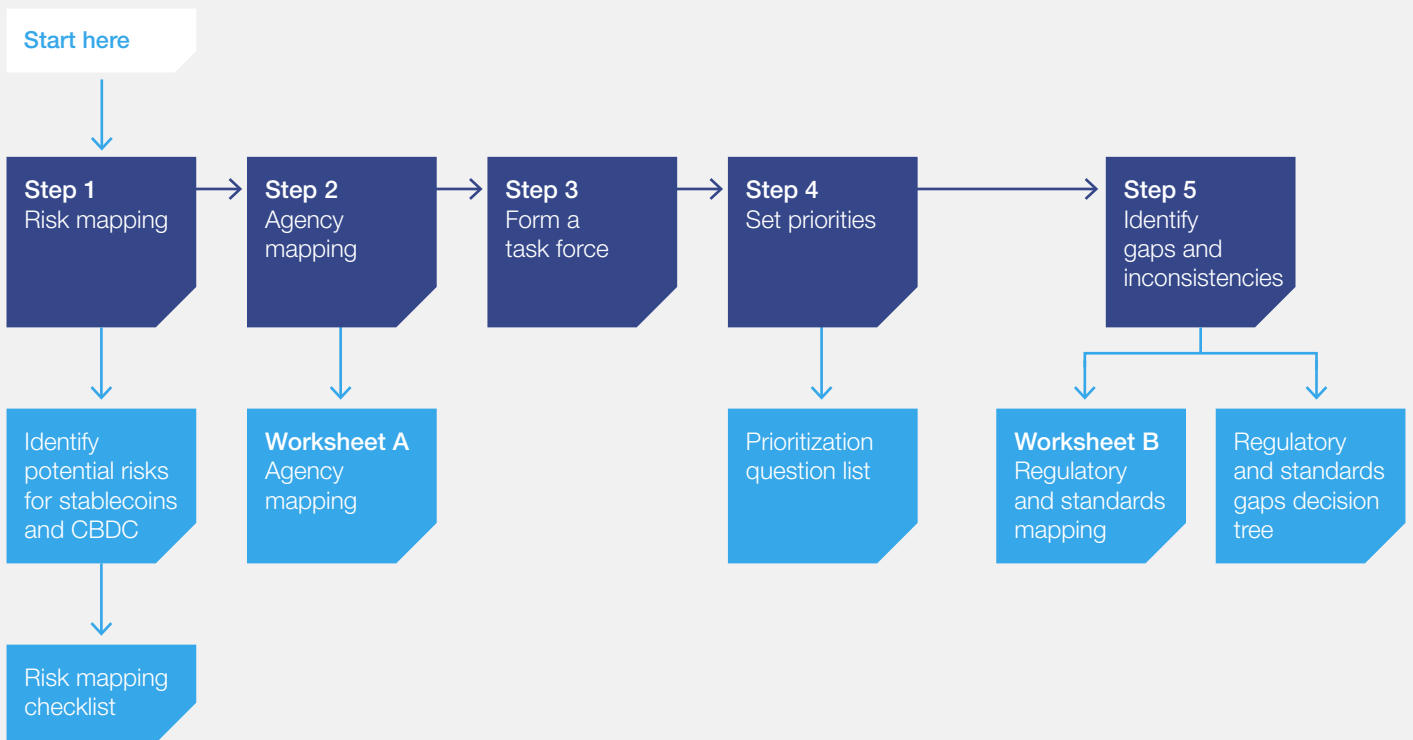 Start here
Step 1
Risk mapping
Step 2
Agency
mapping
Step 3
Form a
task force
Step 4
Set priorities
Step 5
Identify
gaps and
inconsistencies
Identify
potential risks
for stablecoins
and CBDC
Worksheet A
Agency
mapping
Prioritization
question list
Worksheet B
Regulatory
and standards
mapping
Regulatory
and standards
gaps decision
tree
Risk mapping
checklist